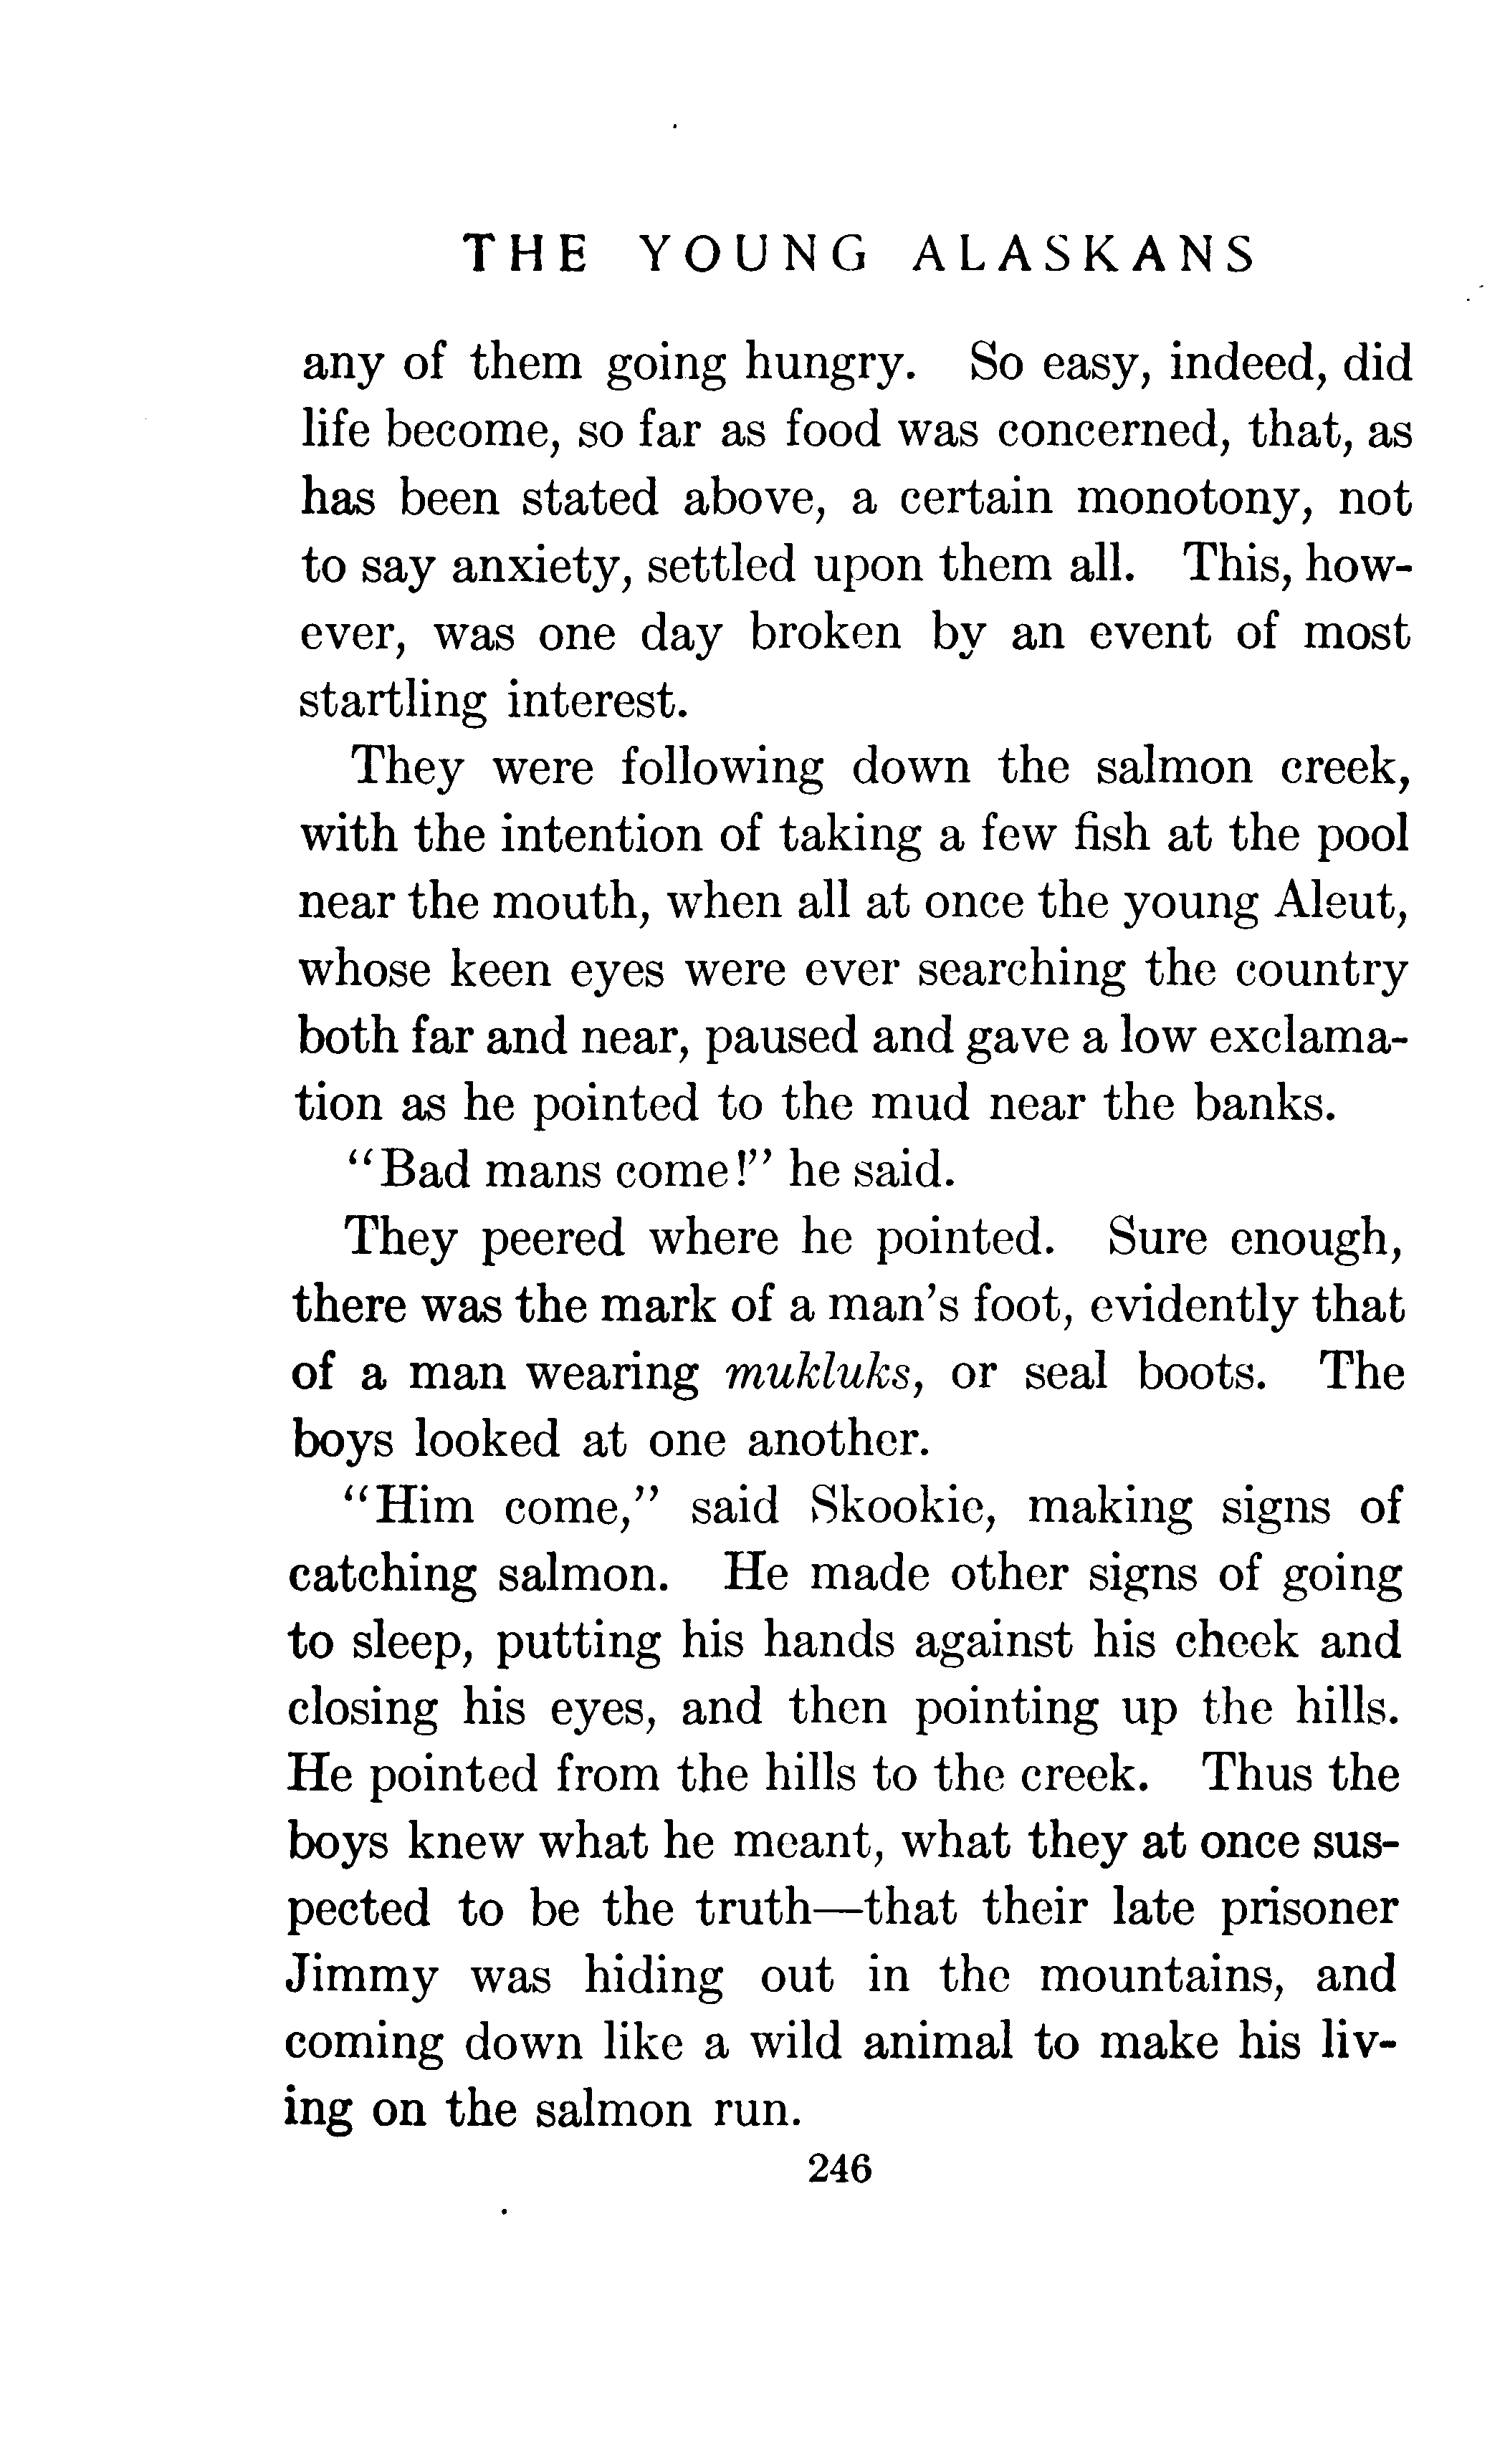 THE YOUNG ALASKANS
any of them going hungry. So easy, indeed, did
life become, so far as food was concerned, that, as
has been stated above, a certain monotony, not
to say anxiety, settled upon them all. This, how-
ever, was one day broken by an event of most
startling interest.
They were following down the salmon creek,
with the intention of taking a few fish at the pool
near the mouth, when all at once the young Aleut,
whose keen eyes were ever searching the country
both far and near, paused and gave a low exclama-
tion as he pointed to the mud near the banks.
"Bad mans come!" he said.
They peered where he pointed. Sure enough,
there was the mark of a man's foot, evidently that
of a man wearing mukluks, or seal boots. The
boys looked at one another.
"Him come," said Skookie, making signs of
catching salmon. He made other signs of going
to sleep, putting his hands against his cheek and
closing his eyes, and then pointing up the hills.
He pointed from the hills to the creek. Thus the
boys knew what he meant, what they at once sus-
pected to be the truth—that their late prisoner
Jimmy was hiding out in the mountains, and
coming down like a wild animal to make his liv-
ing on the salmon run.
246